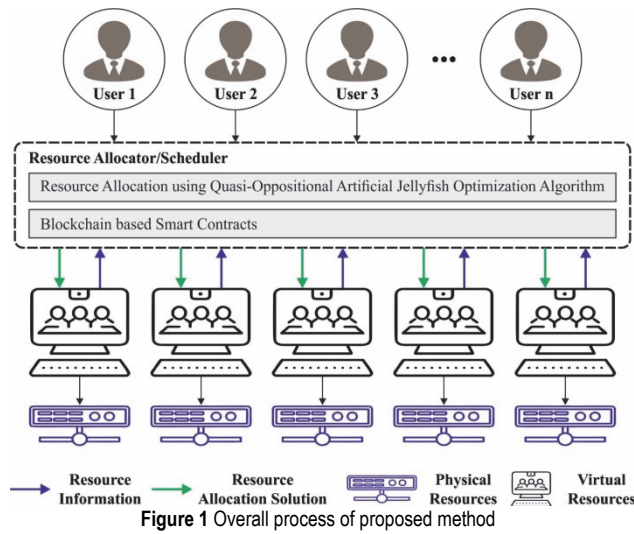 User 1 User 2 User 3 ••• User n
Resource Allocator/Scheduler
Resource Allocation using Quasi-Oppositional Artificial Jellyfish Optimization Algorithm
Blockchain based Smart Contracts
Resource Information
Resource Allocation Solution
Physical Resources
Virtual Resources
Figure 1 Overall process of proposed method